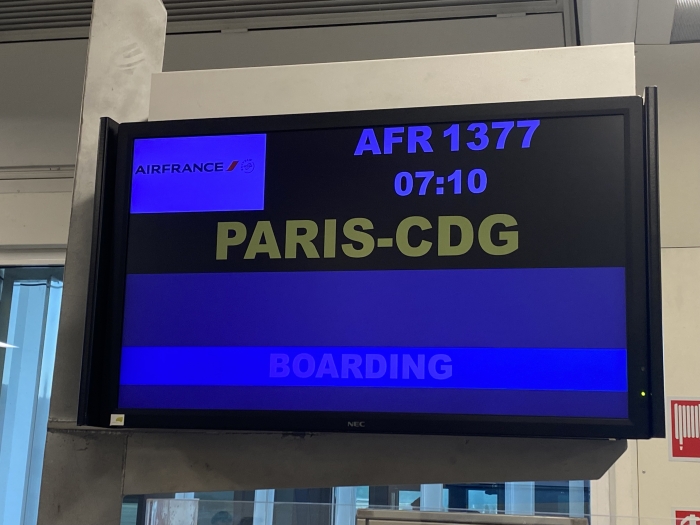 AIRFRANCE
AFR 1377
07:10
PARIS-CDG
BOARDING
NEC